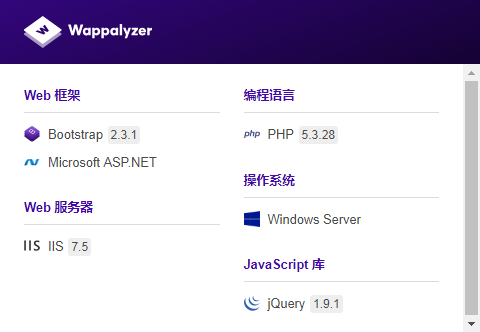 Wappalyzer
Web 框架
Bootstrap 2.3.1
Microsoft ASP.NET
Web 服务器
IIS IIS 7.5
编程语言
php PHP 5.3.28
操作系统
Windows Server
JavaScript 库
jQuery 1.9.1